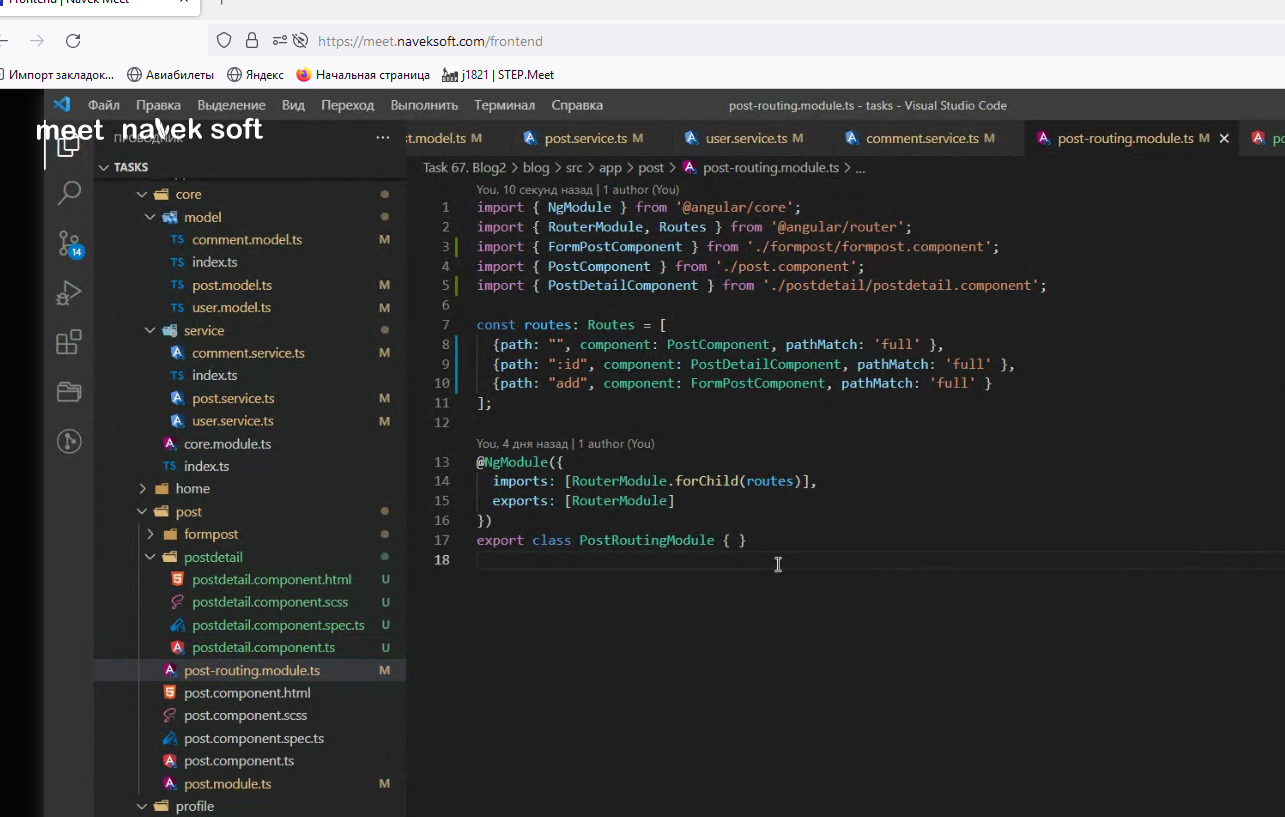 Frontend | Navek Meet
https://meet.naveksoft.com/frontend
Импорт закладок... Авиабилеты Яндекс Начальная страница j1821 | STEP.Meet
Файл Правка Выделение Вид Переход Выполнить Терминал Справка post-routing.module.ts - tasks - Visual Studio Code
meet navek soft
ПРОВОДНИК ...
t.model.ts M post.service.ts M user.service.ts M comment.service.ts M post-routing.module.ts M
TASKS
Task 67. Blog2 > blog > src > app > post > post-routing.module.ts > ...
core
model
TS comment.model.ts M
TS index.ts
TS post.model.ts M
TS user.model.ts M
service
comment.service.ts M
TS index.ts
post.service.ts M
user.service.ts M
core.module.ts
TS index.ts
home
post
formpost
postdetail
postdetail.component.html U
postdetail.component.scss U
postdetail.component.spec.ts U
postdetail.component.ts U
post-routing.module.ts M
post.component.html
post.component.scss
post.component.spec.ts
post.component.ts
post.module.ts M
profile
14
You, 10 секунд назад | 1 author (You)
1 import { NgModule } from '@angular/core';
2 import { RouterModule, Routes } from '@angular/router';
3 import { FormPostComponent } from './formpost/formpost.component';
4 import { PostComponent } from './post.component';
5 import { PostDetailComponent } from './postdetail/postdetail.component';
6
7 const routes: Routes = [
8 {path: "", component: PostComponent, pathMatch: 'full' },
9 {path: ":id", component: PostDetailComponent, pathMatch: 'full' },
10 {path: "add", component: FormPostComponent, pathMatch: 'full' }
11 ];
12
You, 4 дня назад | 1 author (You)
13 @NgModule({
14 imports: [RouterModule.forChild(routes)],
15 exports: [RouterModule]
16 })
17 export class PostRoutingModule { }
18